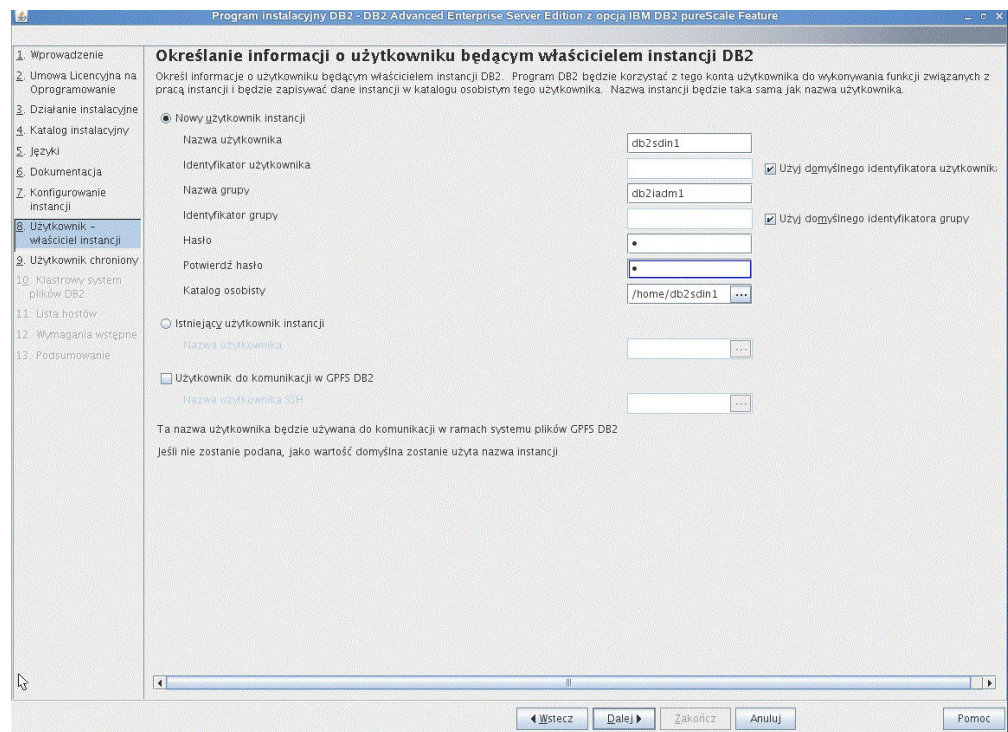 Program instalacyjny DB2 - DB2 Advanced Enterprise Server Edition z opcją IBM DB2 pureScale Feature
1. Wprowadzenie
2. Umowa Licencyjna na
Oprogramowanie
3. Działanie instalacyjne
4. Katalog instalacyjny
5. Języki
6. Dokumentacja
7. Konfigurowanie
instancji
8. Użytkownik –
właściciel instancji
9. Użytkownik chroniony
10. Klastrowy system
plików DB2
11. Lista hostów
12. Wymagania wstępne
13. Podsumowanie
Określanie informacji o użytkowniku będącym właścicielem instancji DB2
Określ informacje o użytkowniku będącym właścicielem instancji DB2. Program DB2 będzie korzystać z tego konta użytkownika do wykonywania funkcji związanych z
pracą instancji i będzie zapisywać dane instancji w katalogu osobistym tego użytkownika. Nazwa instancji będzie taka sama jak nazwa użytkownika.
Nowy użytkownik instancji
Nazwa użytkownika db2sdin1
Identyfikator użytkownika Użyj domyślnego identyfikatora użytkownika
Nazwa grupy db2iadm1
Identyfikator grupy Użyj domyślnego identyfikatora grupy
Hasło •
Potwierdź hasło •
Katalog osobisty /home/db2sdin1 ...
Istniejący użytkownik instancji
Nazwa użytkownika ...
Użytkownik do komunikacji w GPFS DB2
Nazwa użytkownika SSH ...
Ta nazwa użytkownika będzie używana do komunikacji w ramach systemu plików GPFS DB2
Jeśli nie zostanie podana, jako wartość domyślna zostanie użyta nazwa instancji
Wstecz Dalej Zakończ Anuluj Pomoc